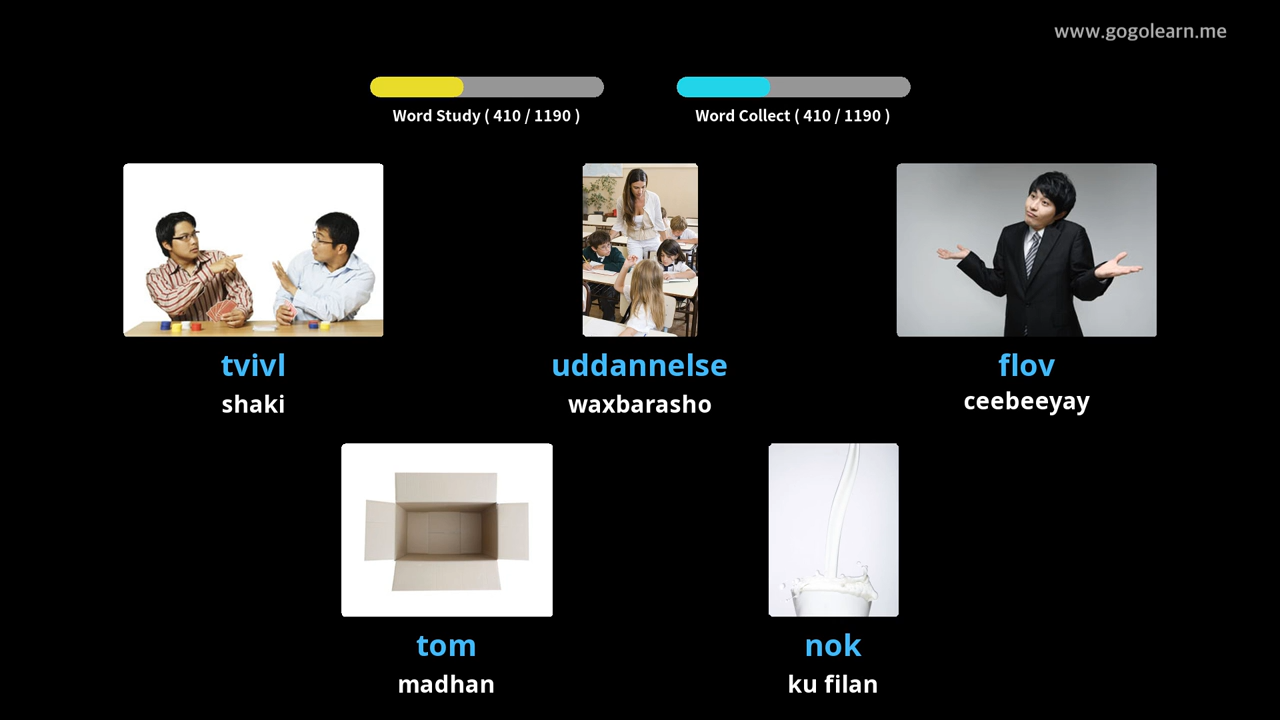 www.gogolearn.me
Word Study ( 410 / 1190 )
Word Collect ( 410 / 1190 )
tvivl
shaki
uddannelse
waxbarasho
flov
ceebeeyay
tom
madhan
nok
ku filan